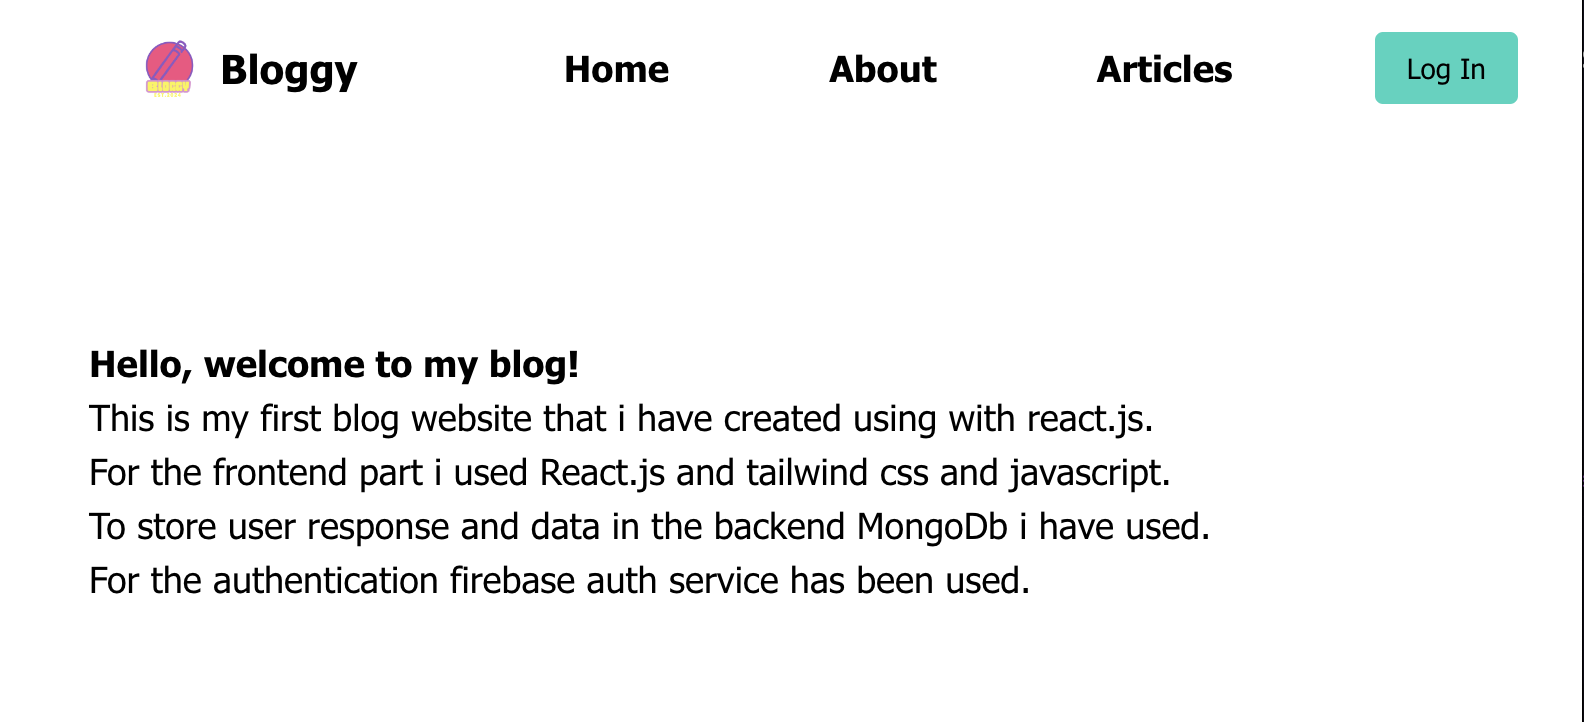 BLOGGY
Bloggy Home About Articles Log In
Hello, welcome to my blog!
This is my first blog website that i have created using with react.js.
For the frontend part i used React.js and tailwind css and javascript.
To store user response and data in the backend MongoDb i have used.
For the authentication firebase auth service has been used.